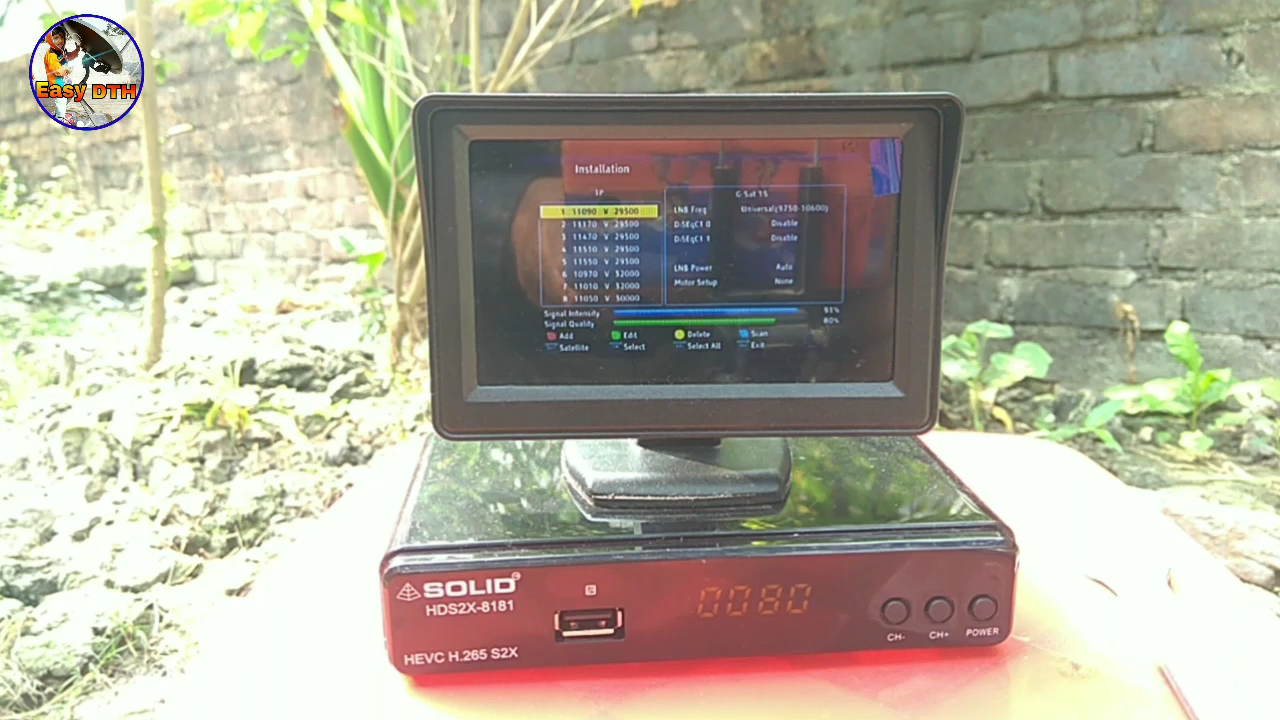 Easy DTH
Installation
TP
G-Sat 15
1 11090 V 29500
2 11170 V 29500
3 11470 V 29500
4 11510 V 29500
5 11550 V 29500
6 10970 V 32000
7 11010 V 32000
8 11050 V 30000
LNB Freq Universal(9750-10600)
DiSEqC1.0 Disable
DiSEqC1.1 Disable
LNB Power Auto
Motor Setup None
Signal Intensity 93%
Signal Quality 80%
Add Edit Delete Scan
Satellite Select Select All Exit
SOLID
HDS2X-8181
HEVC H.265 S2X
0080
CH- CH+ POWER